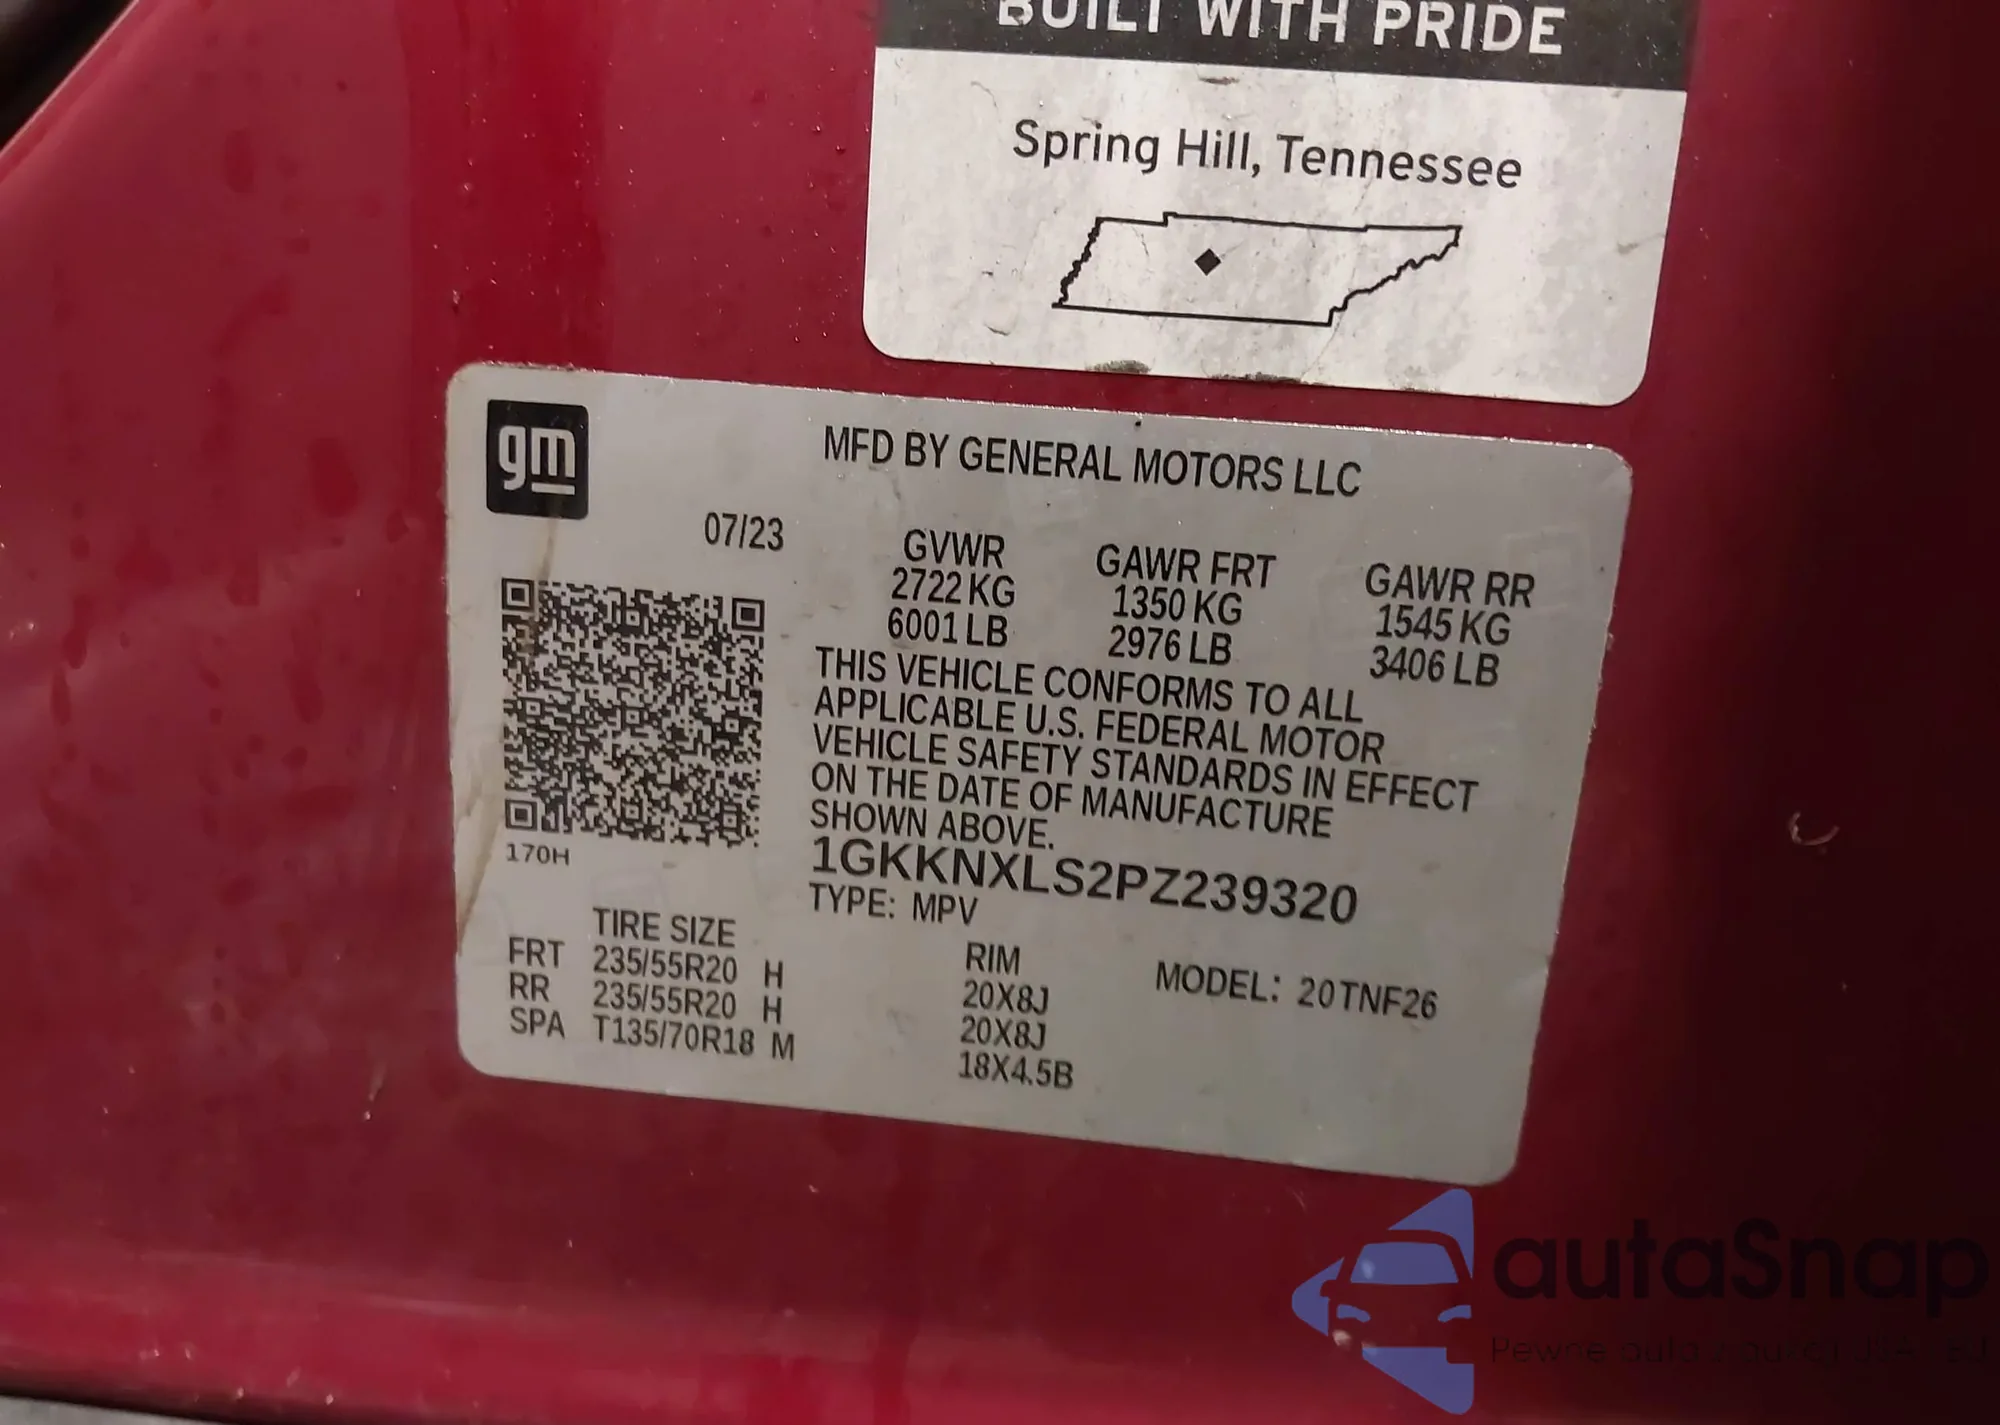 BUILT WITH PRIDE
Spring Hill, Tennessee
gm
MFD BY GENERAL MOTORS LLC
07/23
GVWR GAWR FRT GAWR RR
2722 KG 1350 KG 1545 KG
6001 LB 2976 LB 3406 LB
THIS VEHICLE CONFORMS TO ALL
APPLICABLE U.S. FEDERAL MOTOR
VEHICLE SAFETY STANDARDS IN EFFECT
ON THE DATE OF MANUFACTURE
SHOWN ABOVE.
170H
1GKKNXLS2PZ239320
TYPE: MPV
TIRE SIZE RIM
FRT 235/55R20 H 20X8J
RR 235/55R20 H 20X8J
SPA T135/70R18 M 18X4.5B
MODEL: 20TNF26
autaSnap
Pewne auta z aukcji